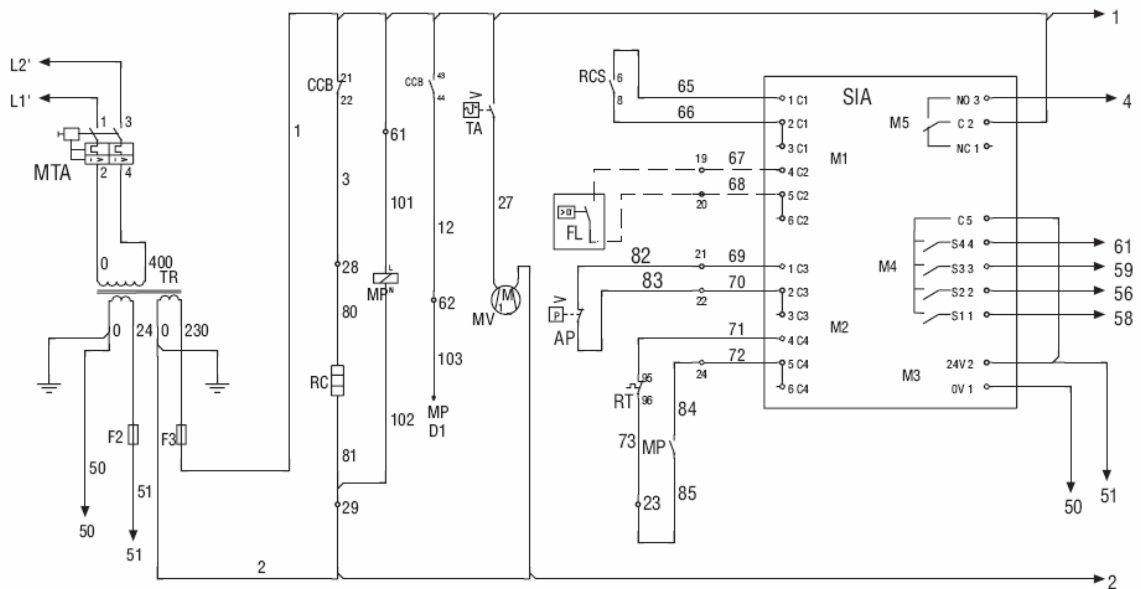 1
L2'
L1'
1 3
MTA
2 4
0 400
TR
0 24 0 230
F2
F3
50
51
50
51
1
2
2
CCB
21
22
3
28
80
RC
81
29
61
101
MP
L
N
102
CCB
43
44
12
62
103
MP
D1
V
TA
27
M
1
MV
RCS
6
8
65
66
19
67
68
20
FL
82
83
21
69
70
22
V
P
AP
71
72
24
95
96
RT
73
84
MP
85
23
SIA
1 C1
2 C1
3 C1
4 C2
5 C2
6 C2
M1
1 C3
2 C3
3 C3
M2
4 C4
5 C4
6 C4
M5
NO 3
C 2
NC 1
4
M4
C 5
S4 4
S3 3
S2 2
S1 1
61
59
56
58
M3
24V 2
0V 1
50
51